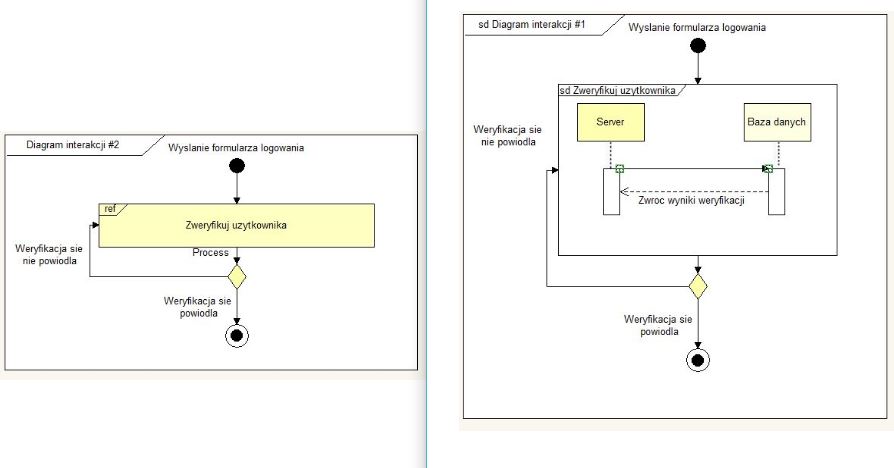 Diagram interakcji #2
Wyslanie formularza logowania
ref
Zweryfikuj uzytkownika
Process
Weryfikacja sie
nie powiodla
Weryfikacja sie
powiodla
sd Diagram interakcji #1
Wyslanie formularza logowania
sd Zweryfikuj uzytkownika
Server
Baza danych
Weryfikacja sie
nie powiodla
Zwroc wyniki weryfikacji
Weryfikacja sie
powiodla